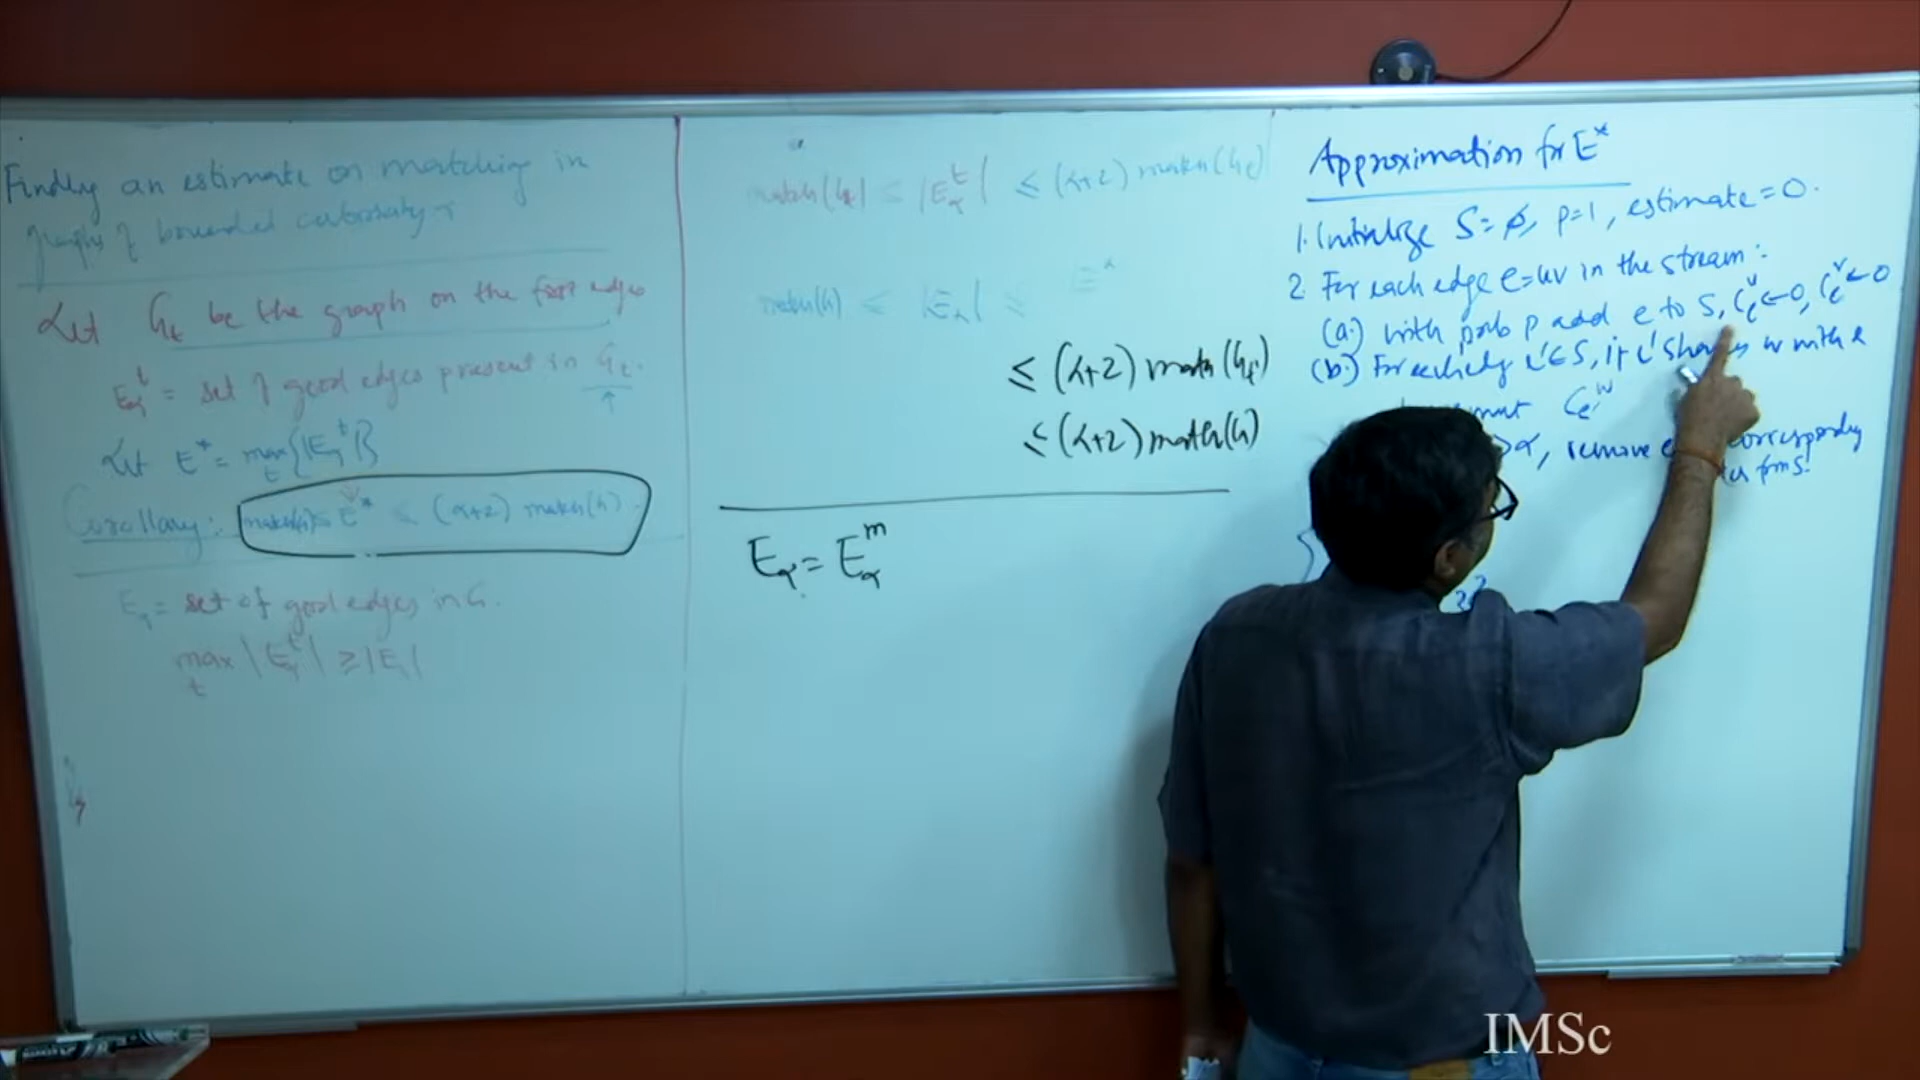 Finding an estimate on matching in
graphs of bounded
Let Gt be the graph on the first edges
E_α^t = set of good edges present in G_t.
Let E* = max_t {|E_α^t|}
Corollary: match(h) ≤ E* ≤ (α+2) match(h).
E_α = set of good edges in G.
max_t |E_α^t| ≥ |E_α|
match(G_t) ≤ |E_α^t| ≤ (α+2) match(G_t)
match(h) ≤ |E_α| ≤ E*
≤ (α+2) match(G_t)
≤ (α+2) match(h)
E_α = E_α^m
Approximation for E*
1. Initialize S = ∅, p=1, estimate = 0.
2. For each edge e=uv in the stream:
(a.) with prob p add e to S, C_e^u ← 0, C_e^v ← 0
(b.) For each edge e' ∈ S, if e' shares w with e
C_e'^w
>α, remove corresponding
from S.
IMSc